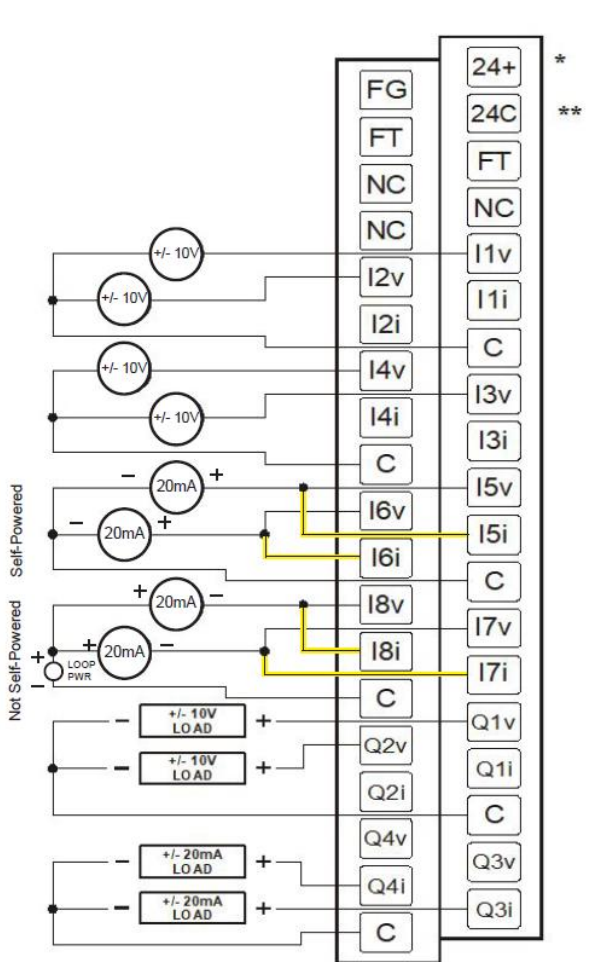 24+ *
FG
24C **
FT
FT
NC
NC
NC
+/- 10V
I1v
I2v
+/- 10V
I1i
I2i
C
+/- 10V
I4v
I3v
+/- 10V
I4i
I3i
C
Self-Powered
− 20mA +
I5v
I6v
− 20mA +
I5i
I6i
C
Not Self-Powered
+ 20mA −
I8v
I7v
+ 20mA −
I8i
+ LOOP
− PWR
I7i
C
− +/- 10V +
LOAD
Q1v
− +/- 10V +
LOAD
Q2v
Q1i
Q2i
C
Q4v
− +/- 20mA +
LOAD
Q3v
Q4i
− +/- 20mA +
LOAD
Q3i
C